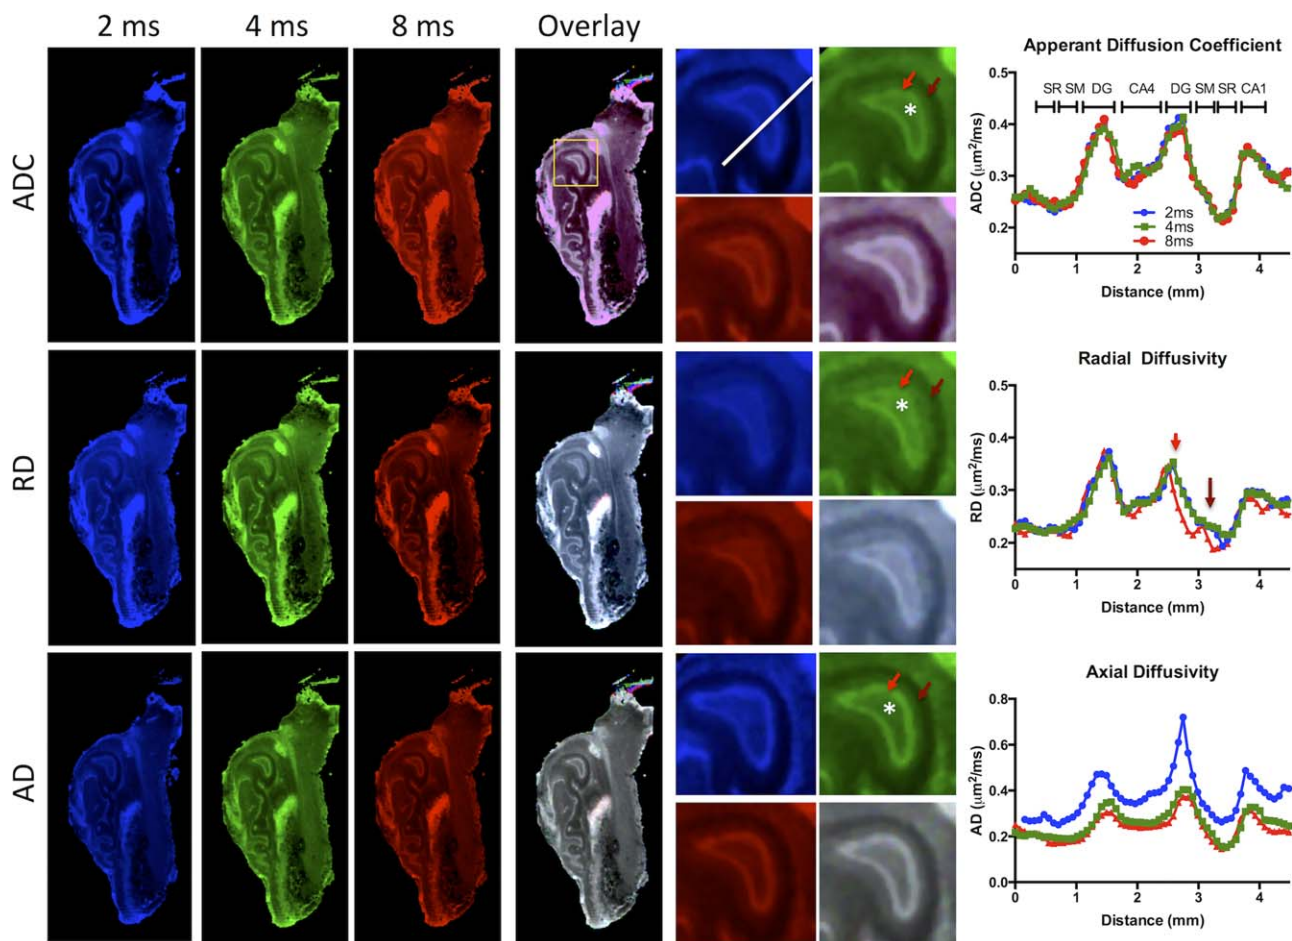 2 ms 4 ms 8 ms Overlay
ADC
RD
AD
*
*
*
Apperant Diffusion Coefficient
0.5
0.4
0.3
0.2
ADC (μm²/ms)
SR SM DG CA4 DG SM SR CA1
2ms
4ms
8ms
0 1 2 3 4
Distance (mm)
Radial Diffusivity
0.5
0.4
0.3
0.2
RD (μm²/ms)
0 1 2 3 4
Distance (mm)
Axial Diffusivity
0.8
0.6
0.4
0.2
0.0
AD (μm²/ms)
0 1 2 3 4
Distance (mm)